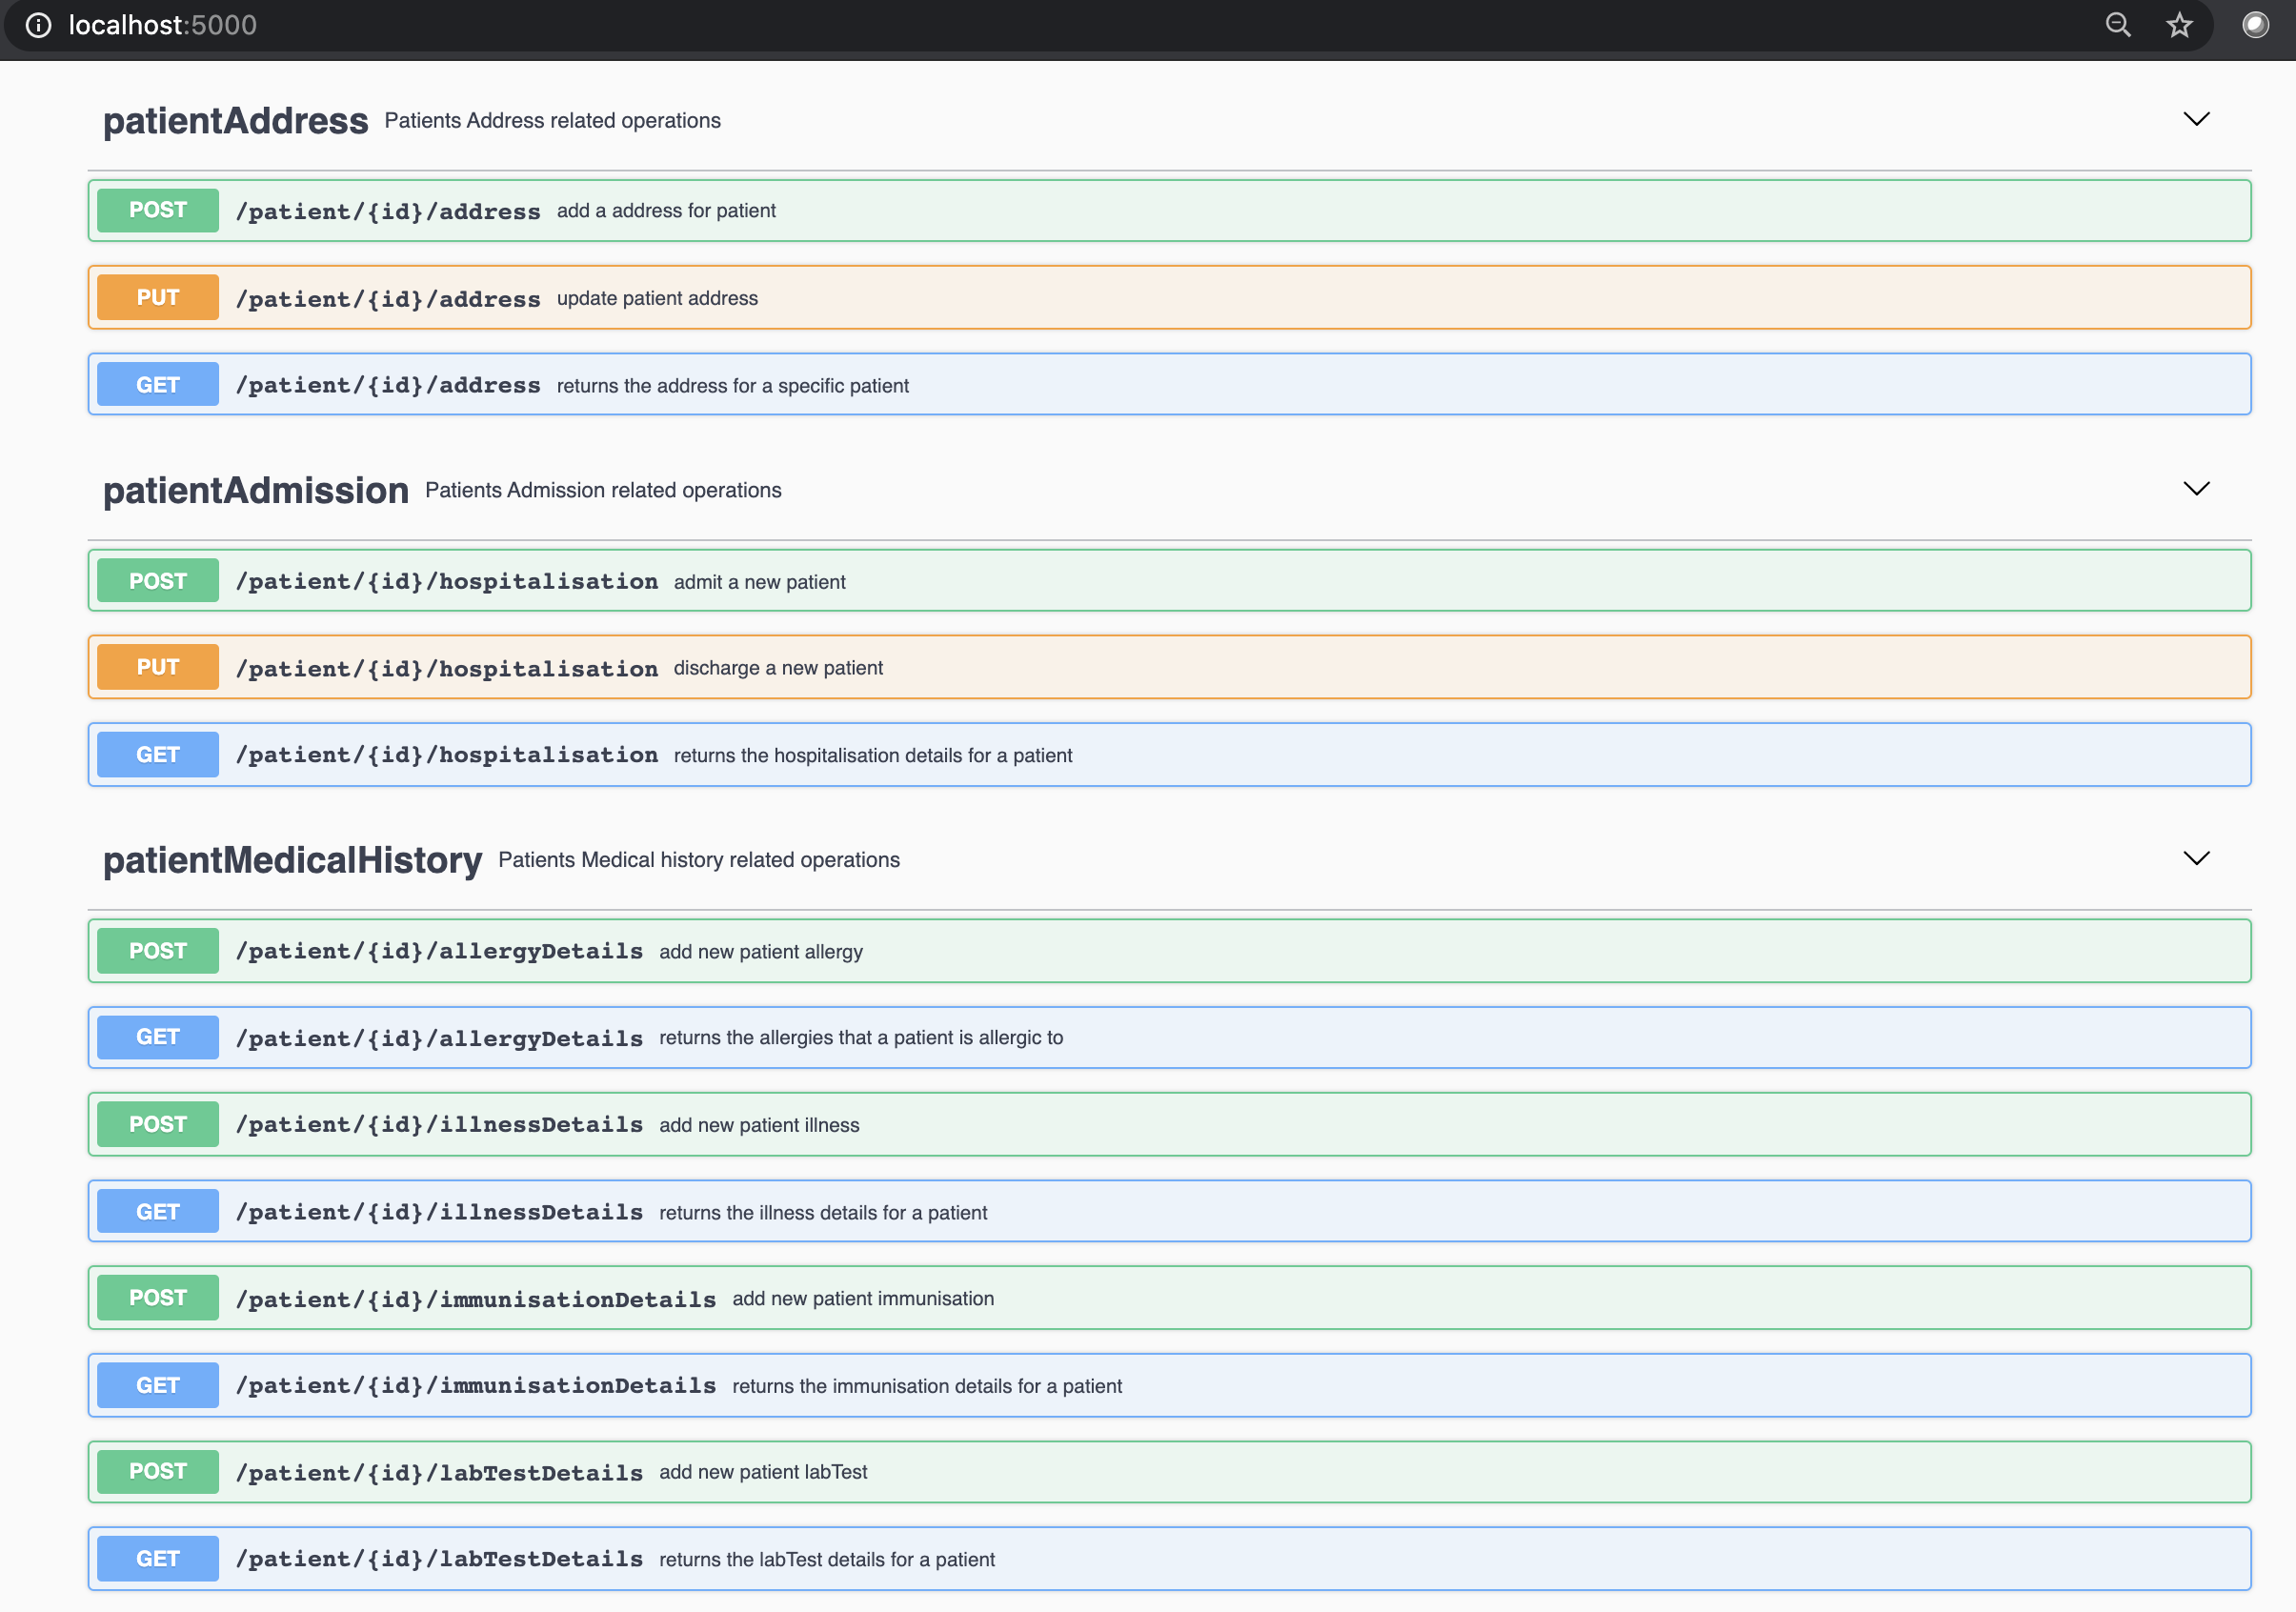 localhost:5000
patientAddress Patients Address related operations
POST /patient/{id}/address add a address for patient
PUT /patient/{id}/address update patient address
GET /patient/{id}/address returns the address for a specific patient
patientAdmission Patients Admission related operations
POST /patient/{id}/hospitalisation admit a new patient
PUT /patient/{id}/hospitalisation discharge a new patient
GET /patient/{id}/hospitalisation returns the hospitalisation details for a patient
patientMedicalHistory Patients Medical history related operations
POST /patient/{id}/allergyDetails add new patient allergy
GET /patient/{id}/allergyDetails returns the allergies that a patient is allergic to
POST /patient/{id}/illnessDetails add new patient illness
GET /patient/{id}/illnessDetails returns the illness details for a patient
POST /patient/{id}/immunisationDetails add new patient immunisation
GET /patient/{id}/immunisationDetails returns the immunisation details for a patient
POST /patient/{id}/labTestDetails add new patient labTest
GET /patient/{id}/labTestDetails returns the labTest details for a patient